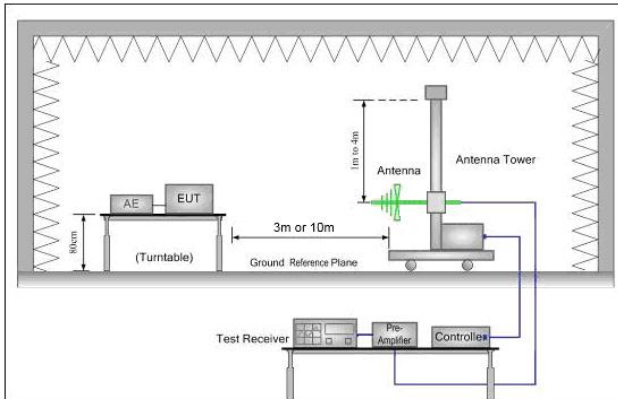 1m to 4m
Antenna
Antenna Tower
AE
EUT
80cm
(Turntable)
3m or 10m
Ground Reference Plane
Test Receiver
Pre-
Amplifier
Controlle